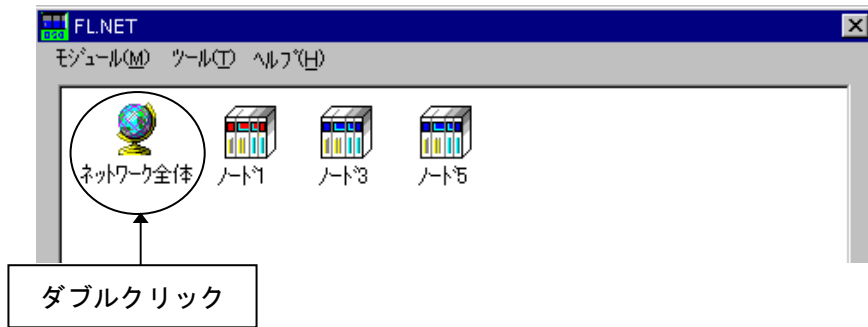 FL.NET
ﾓｼﾞｭｰﾙ(M) ﾂｰﾙ(T) ﾍﾙﾌﾟ(H)
ﾈｯﾄﾜｰｸ全体 ﾉｰﾄﾞ1 ﾉｰﾄﾞ3 ﾉｰﾄﾞ5
ダブルクリック